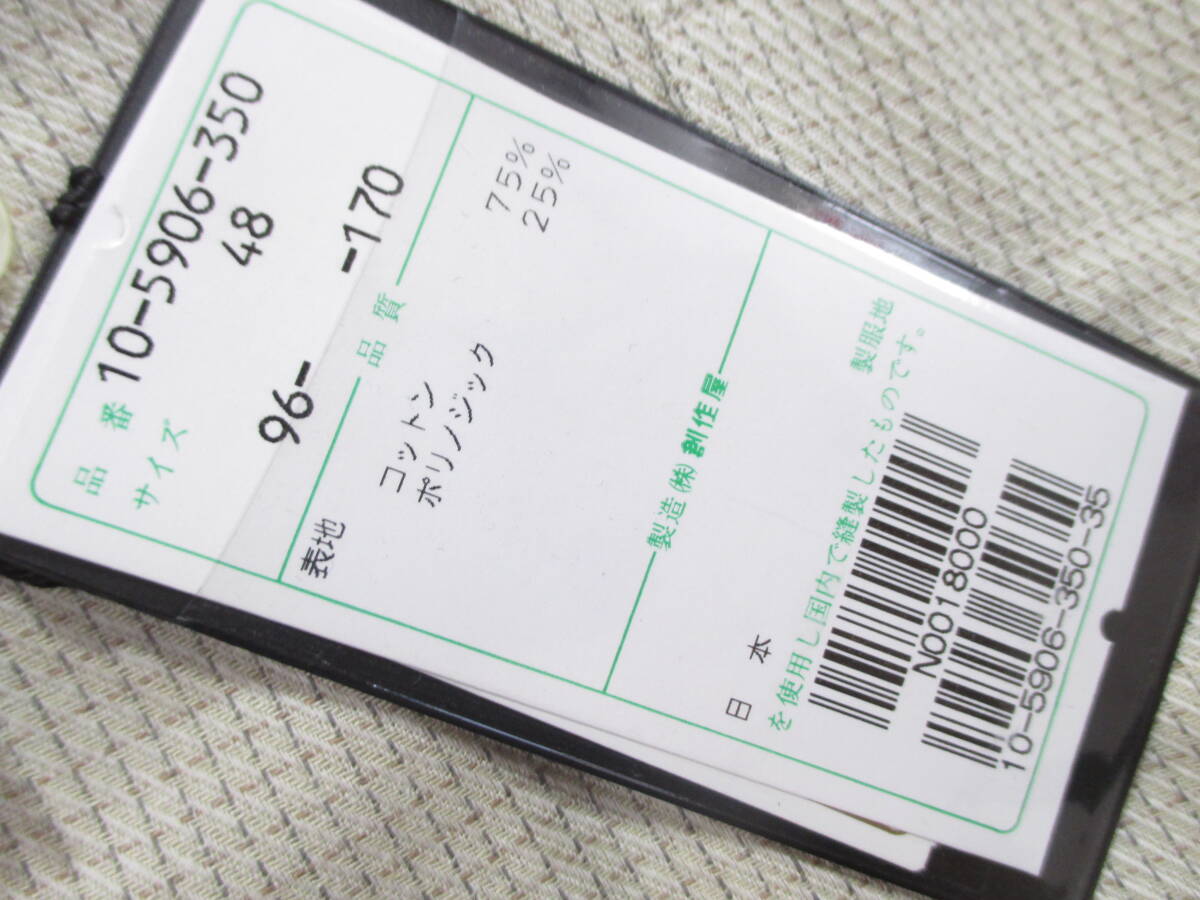 品番 10-5906-350
サイズ 48
96- -170
品質
表地
コットン 75%
ポリノジック 25%
製造(株)創作屋
日本 製服地
を使用し国内で縫製したものです。
N0018000
10-5906-350-35